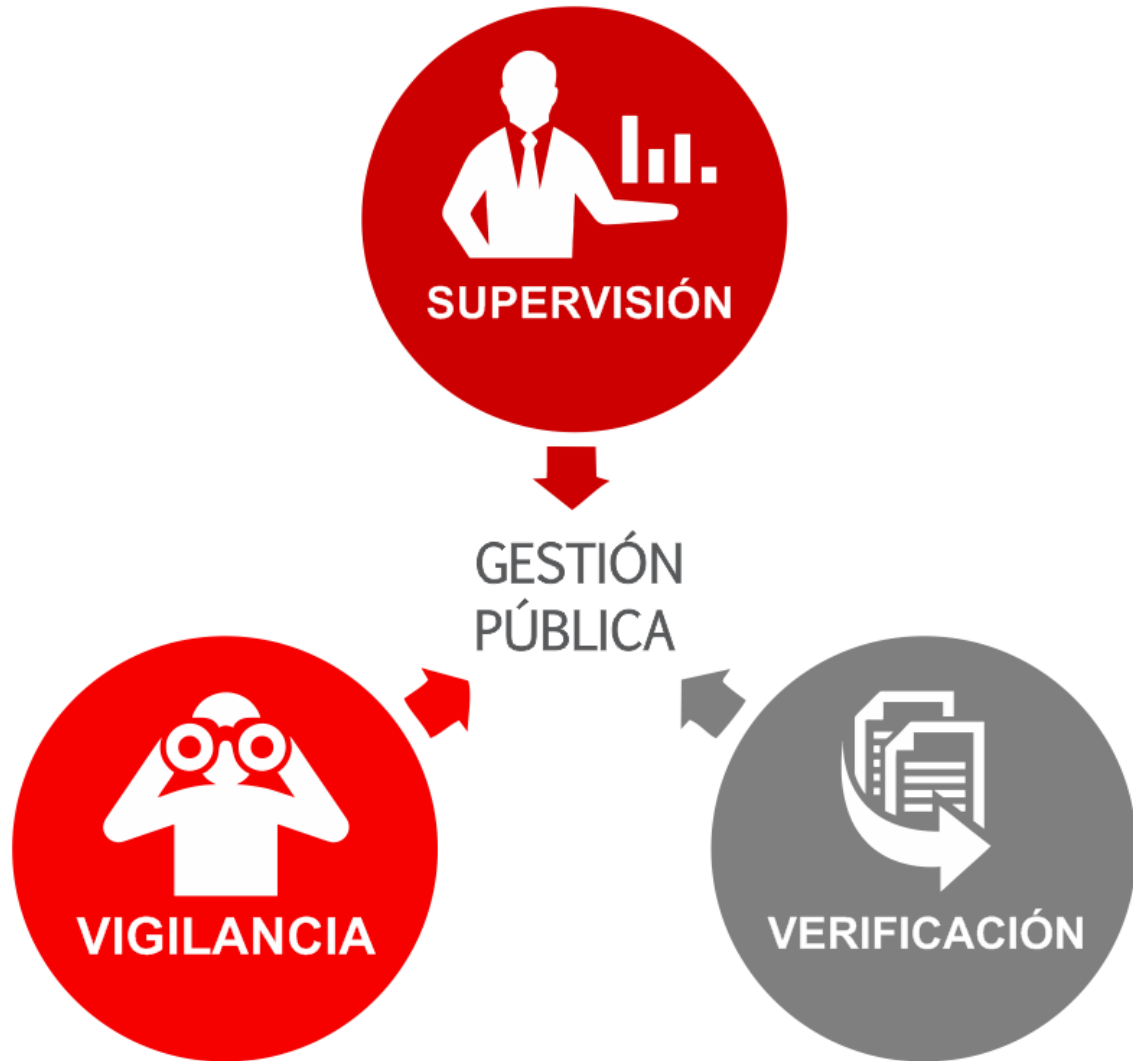 SUPERVISIÓN
GESTIÓN
PÚBLICA
VIGILANCIA
VERIFICACIÓN